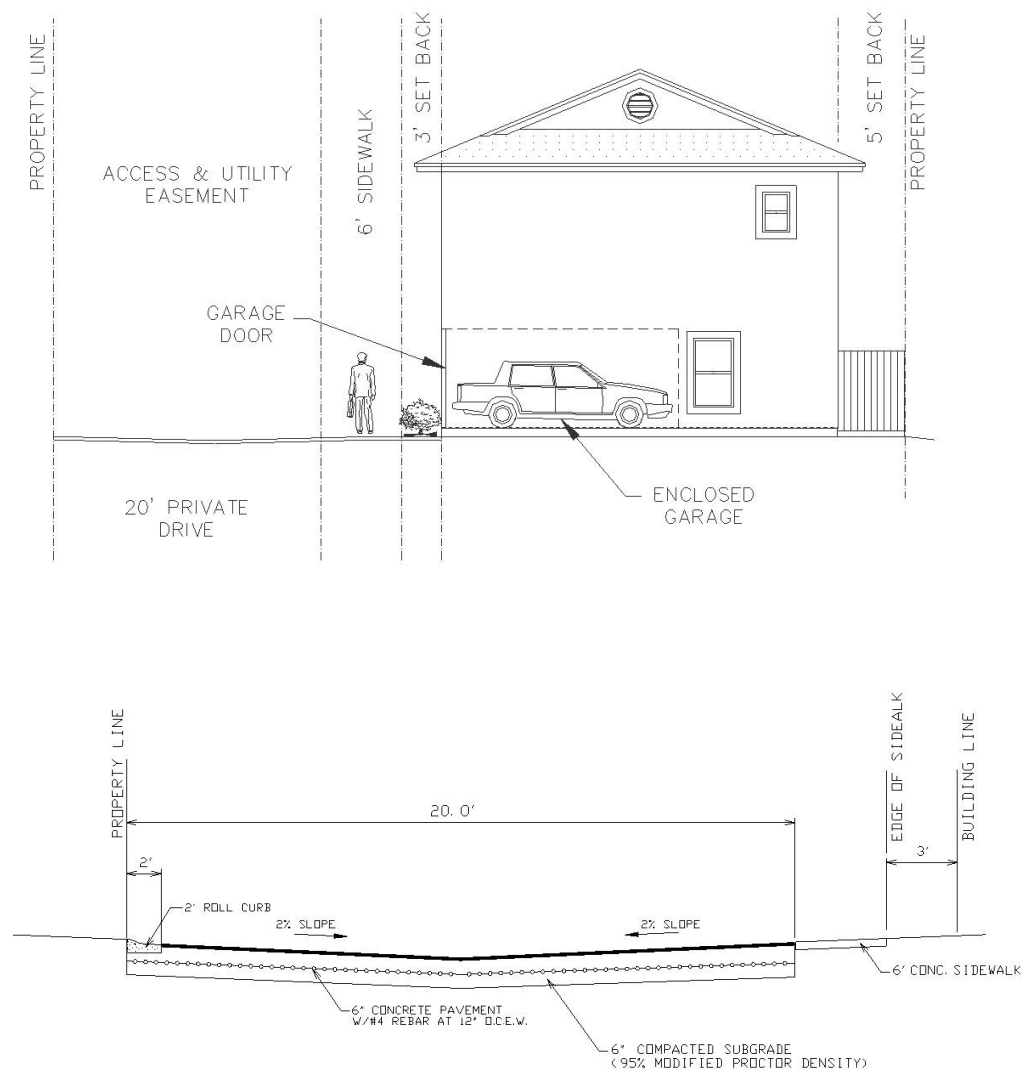 PROPERTY LINE
ACCESS & UTILITY
EASEMENT
6' SIDEWALK
3' SET BACK
5' SET BACK
PROPERTY LINE
GARAGE
DOOR
20' PRIVATE
DRIVE
ENCLOSED
GARAGE
PROPERTY LINE
20.0'
EDGE OF SIDEALK
BUILDING LINE
2'
3'
2' ROLL CURB
2% SLOPE
2% SLOPE
6' CONC. SIDEWALK
6" CONCRETE PAVEMENT
W/#4 REBAR AT 12" O.C.E.W.
6" COMPACTED SUBGRADE
(95% MODIFIED PROCTOR DENSITY)